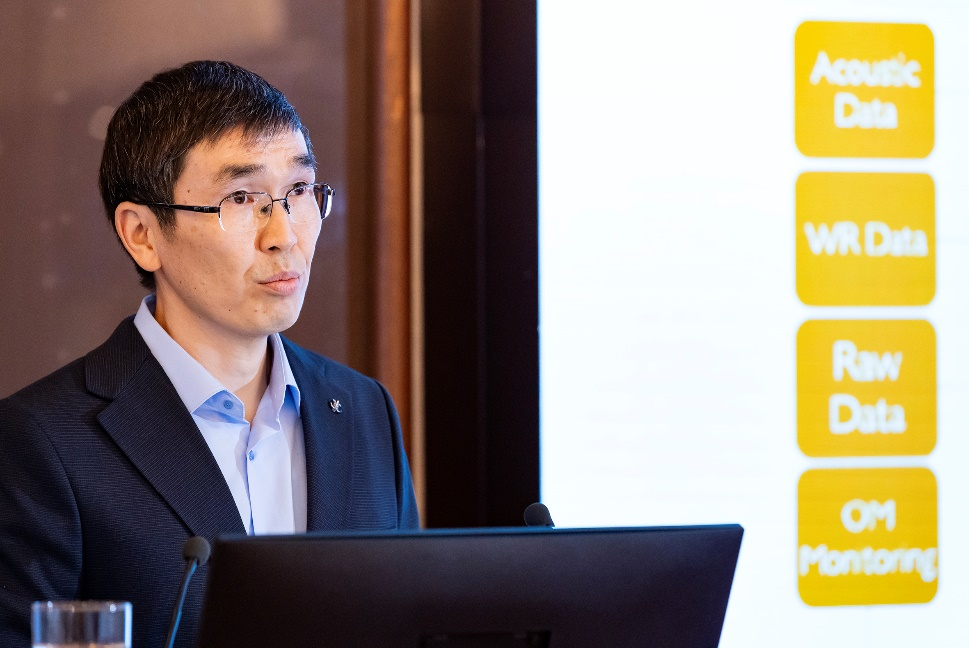 Acoustic
Data
WR Data
Raw
Data
OM
Montoring